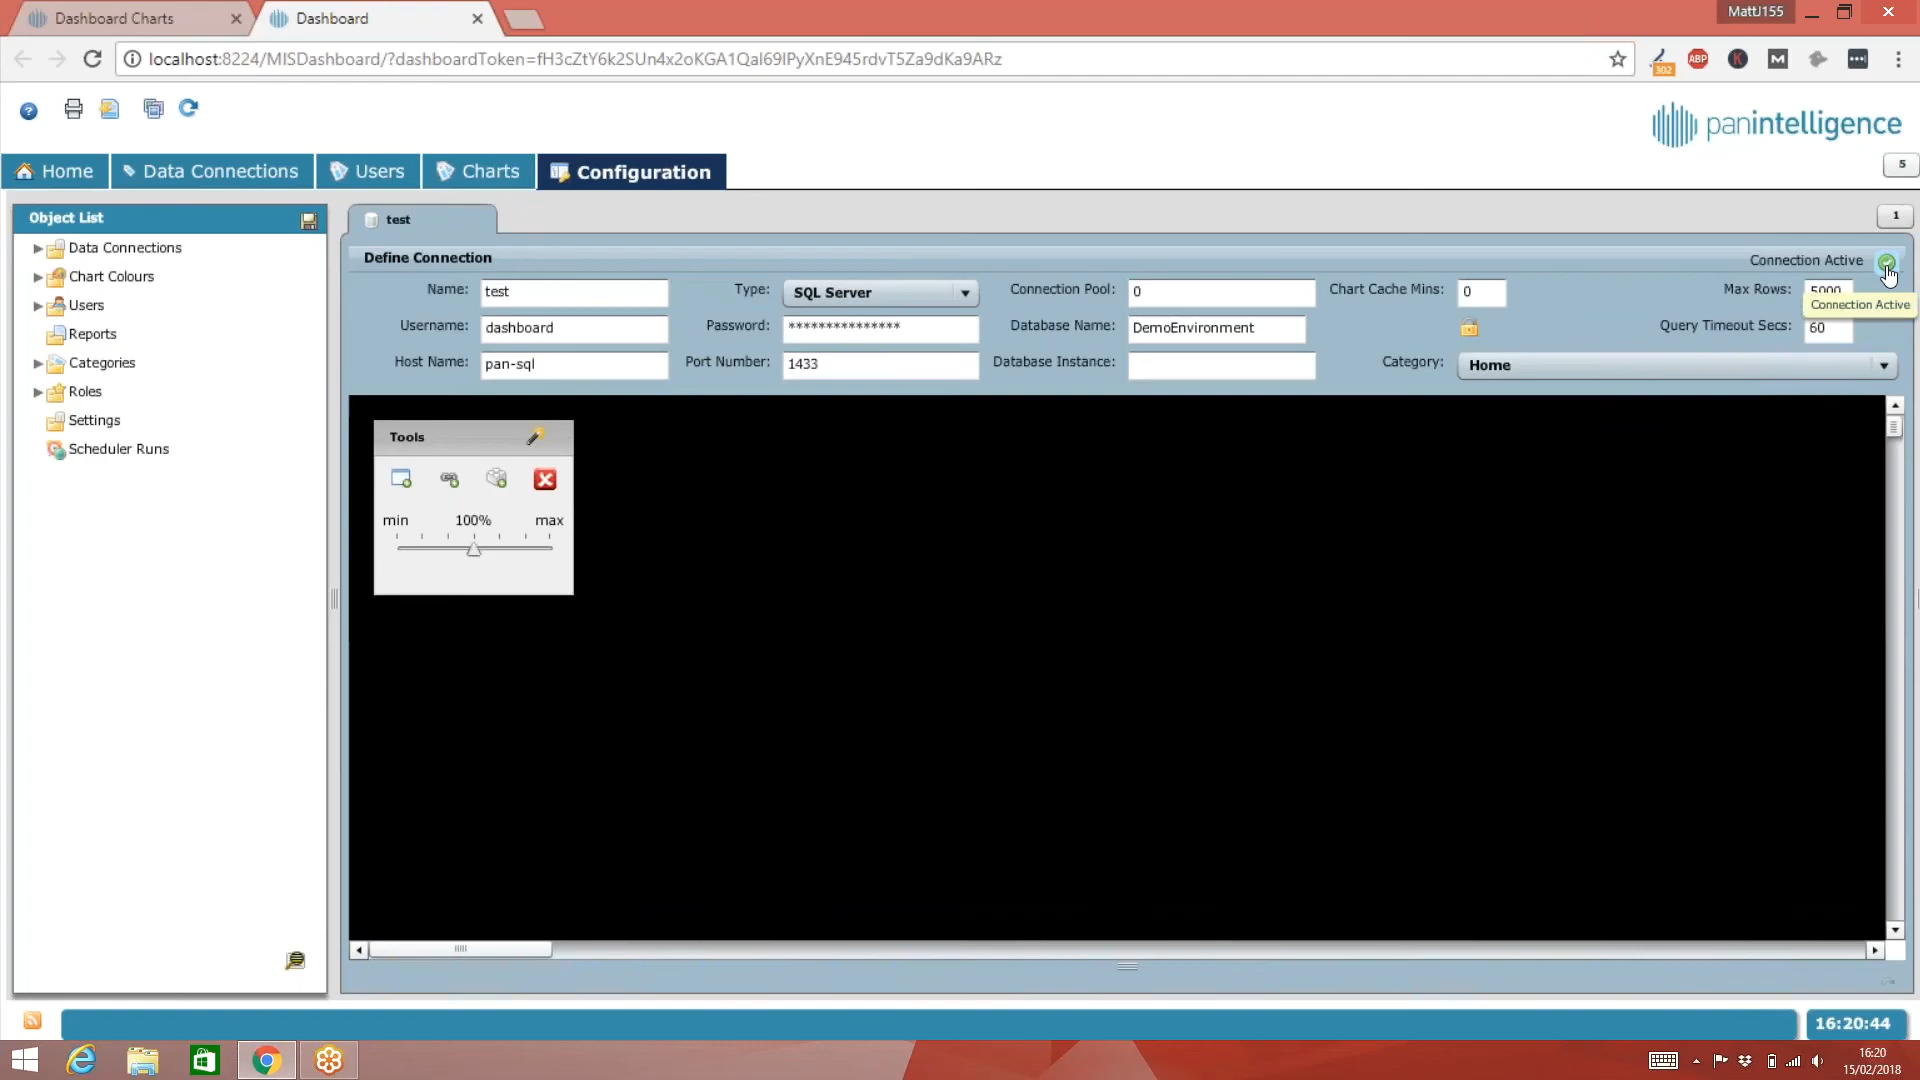 Dashboard Charts
Dashboard
MattJ155
localhost:8224/MISDashboard/?dashboardToken=fH3cZtY6k2SUn4x2oKGA1Qal69lPyXnE945rdvT5Za9dKa9ARz
302
ABP
K
M
?
panintelligence
Home
Data Connections
Users
Charts
Configuration
5
Object List
Data Connections
Chart Colours
Users
Reports
Categories
Roles
Settings
Scheduler Runs
test
1
Define Connection
Connection Active
Name: test
Type: SQL Server
Connection Pool: 0
Chart Cache Mins: 0
Max Rows: 5000
Connection Active
Username: dashboard
Password: ***************
Database Name: DemoEnvironment
Query Timeout Secs: 60
Host Name: pan-sql
Port Number: 1433
Database Instance:
Category: Home
Tools
min 100% max
16:20:44
16:20
15/02/2018